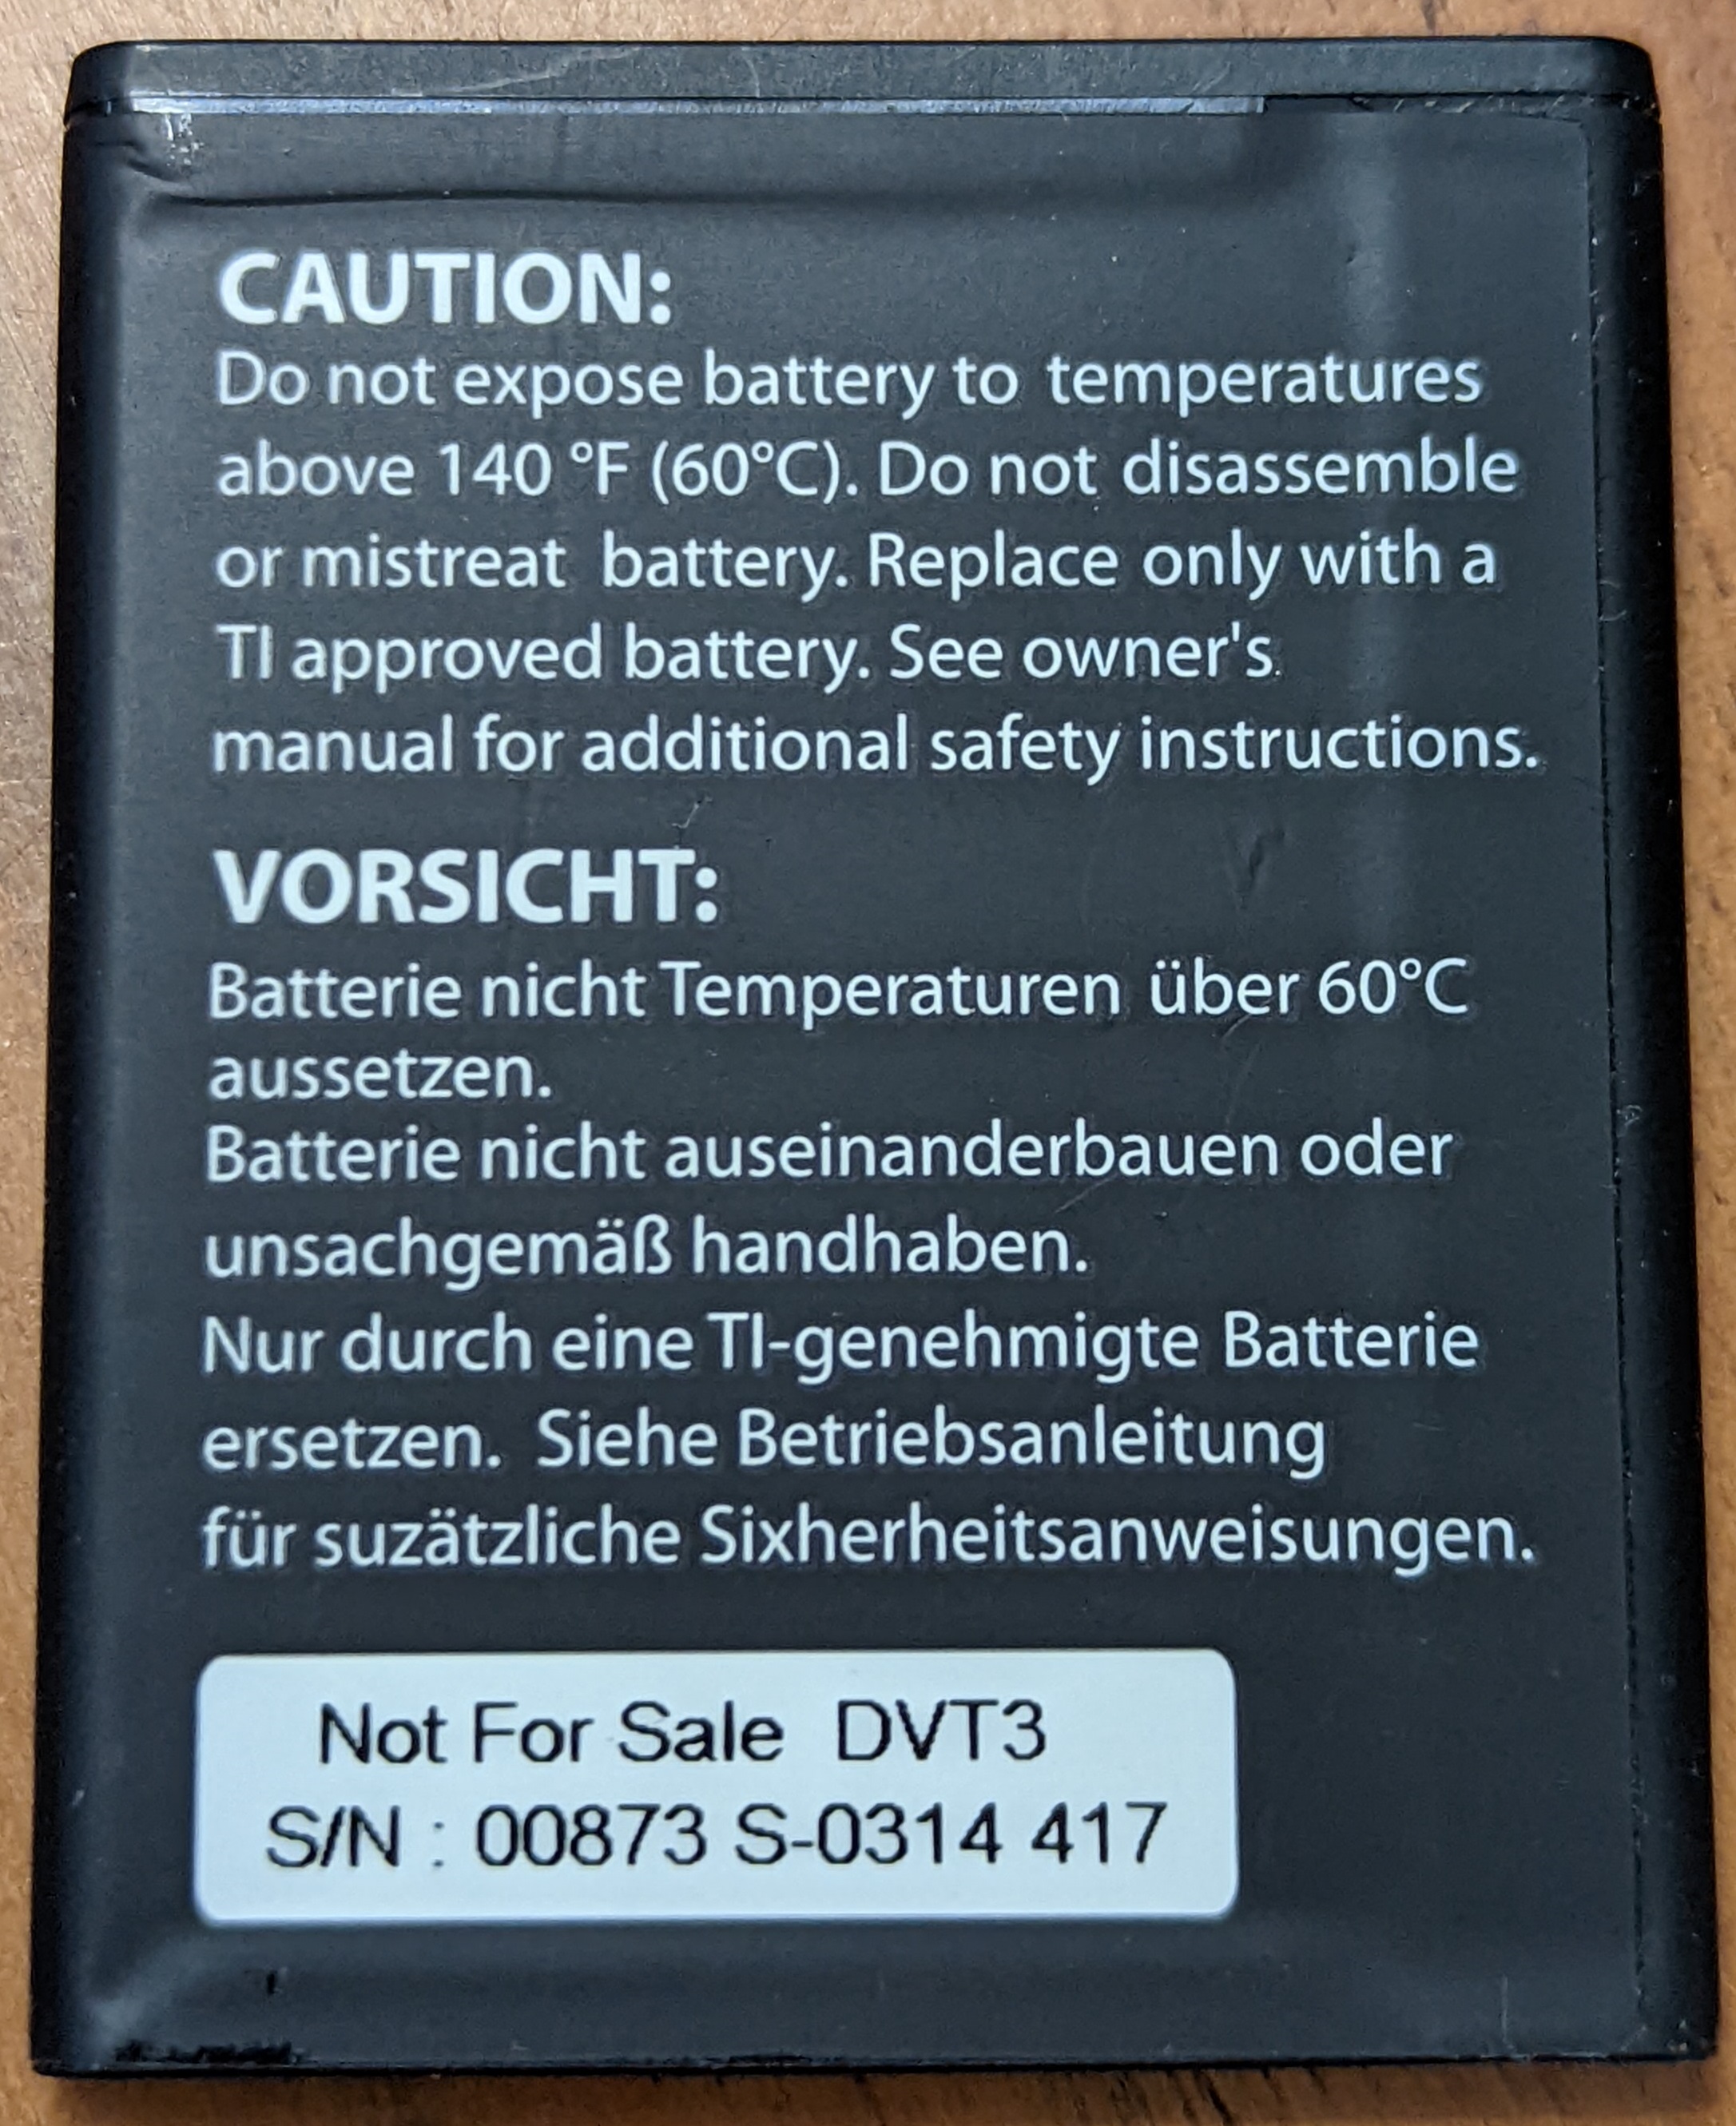 CAUTION:
Do not expose battery to temperatures
above 140 °F (60°C). Do not disassemble
or mistreat battery. Replace only with a
TI approved battery. See owner's
manual for additional safety instructions.
VORSICHT:
Batterie nicht Temperaturen über 60°C
aussetzen.
Batterie nicht auseinanderbauen oder
unsachgemäß handhaben.
Nur durch eine TI-genehmigte Batterie
ersetzen. Siehe Betriebsanleitung
für suzätzliche Sixherheitsanweisungen.
Not For Sale DVT3
S/N : 00873 S-0314 417